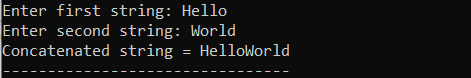 Enter first string: Hello
Enter second string: World
Concatenated string = HelloWorld
--------------------------------